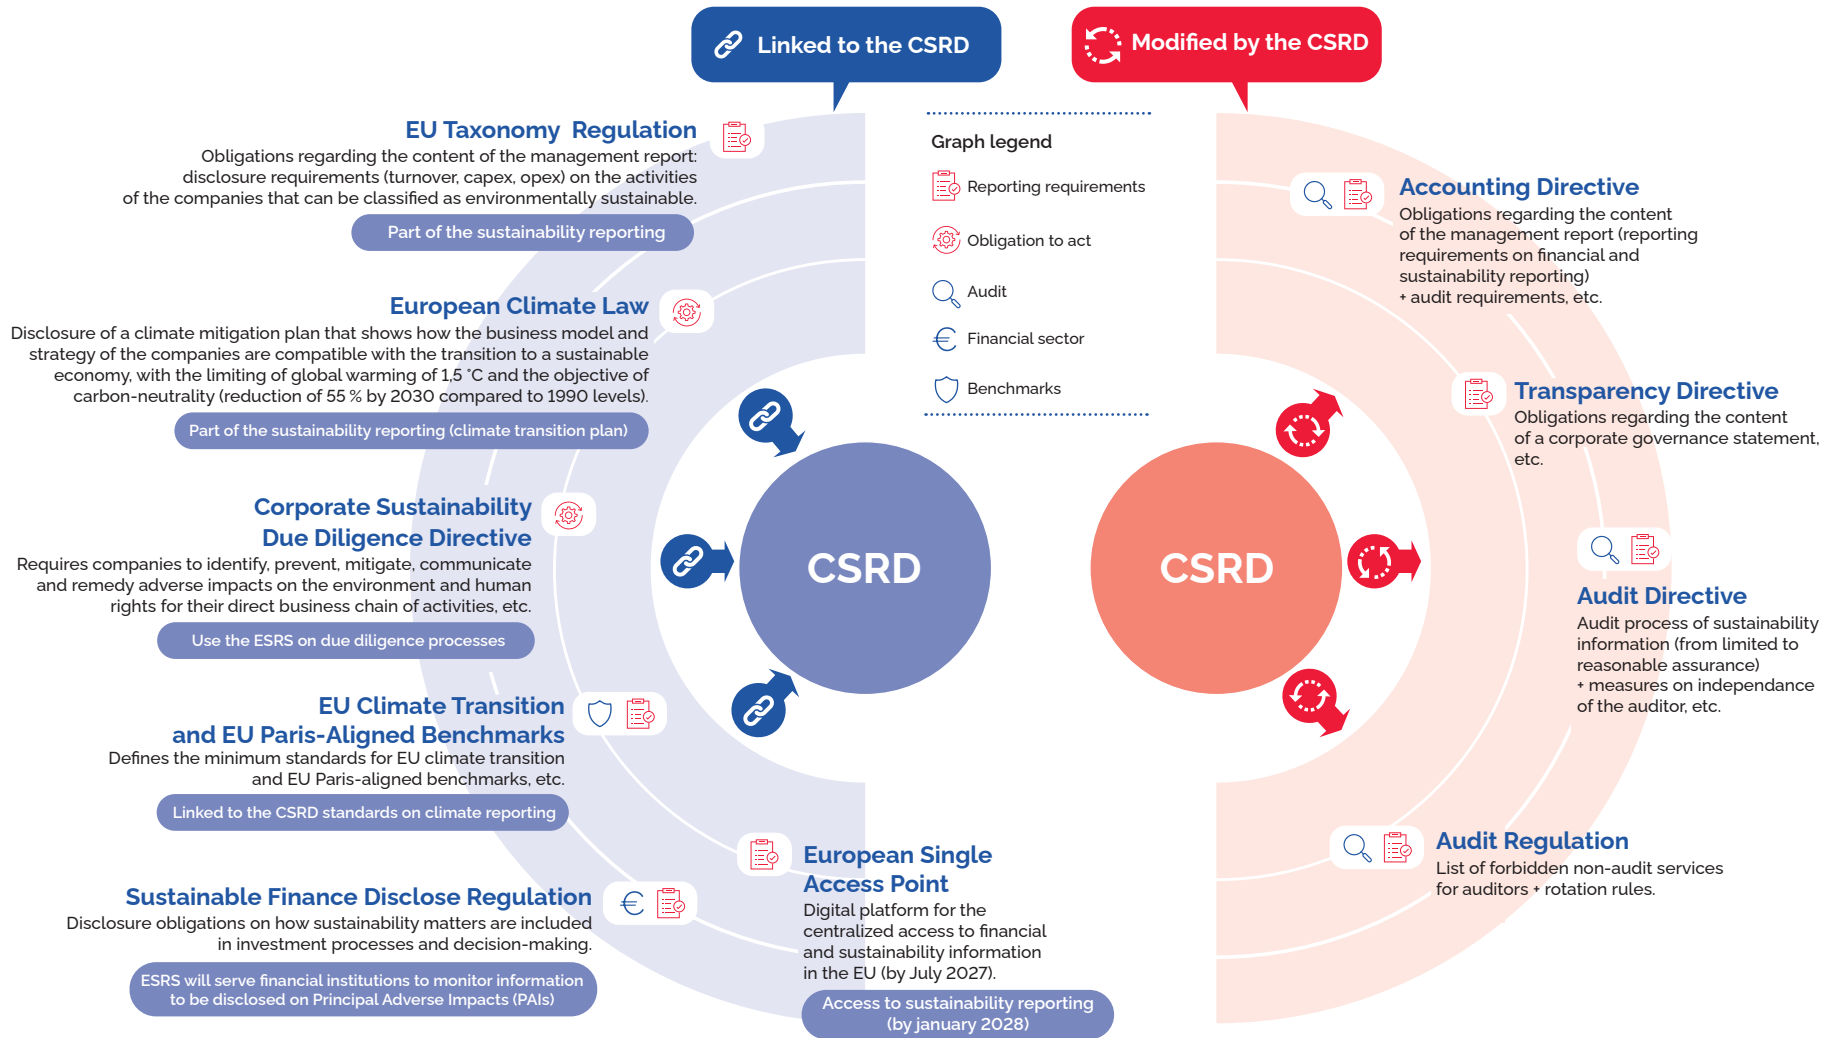 Linked to the CSRD
Modified by the CSRD
EU Taxonomy Regulation
Obligations regarding the content of the management report:
disclosure requirements (turnover, capex, opex) on the activities
of the companies that can be classified as environmentally sustainable.
Part of the sustainability reporting
European Climate Law
Disclosure of a climate mitigation plan that shows how the business model and
strategy of the companies are compatible with the transition to a sustainable
economy, with the limiting of global warming of 1,5 °C and the objective of
carbon-neutrality (reduction of 55 % by 2030 compared to 1990 levels).
Part of the sustainability reporting (climate transition plan)
Corporate Sustainability
Due Diligence Directive
Requires companies to identify, prevent, mitigate, communicate
and remedy adverse impacts on the environment and human
rights for their direct business chain of activities, etc.
Use the ESRS on due diligence processes
EU Climate Transition
and EU Paris-Aligned Benchmarks
Defines the minimum standards for EU climate transition
and EU Paris-aligned benchmarks, etc.
Linked to the CSRD standards on climate reporting
Sustainable Finance Disclose Regulation
Disclosure obligations on how sustainability matters are included
in investment processes and decision-making.
ESRS will serve financial institutions to monitor information
to be disclosed on Principal Adverse Impacts (PAIs)
European Single
Access Point
Digital platform for the
centralized access to financial
and sustainability information
in the EU (by July 2027).
Access to sustainability reporting
(by january 2028)
CSRD
Graph legend
Reporting requirements
Obligation to act
Audit
Financial sector
Benchmarks
CSRD
Accounting Directive
Obligations regarding the content
of the management report (reporting
requirements on financial and
sustainability reporting)
+ audit requirements, etc.
Transparency Directive
Obligations regarding the content
of a corporate governance statement,
etc.
Audit Directive
Audit process of sustainability
information (from limited to
reasonable assurance)
+ measures on independance
of the auditor, etc.
Audit Regulation
List of forbidden non-audit services
for auditors + rotation rules.